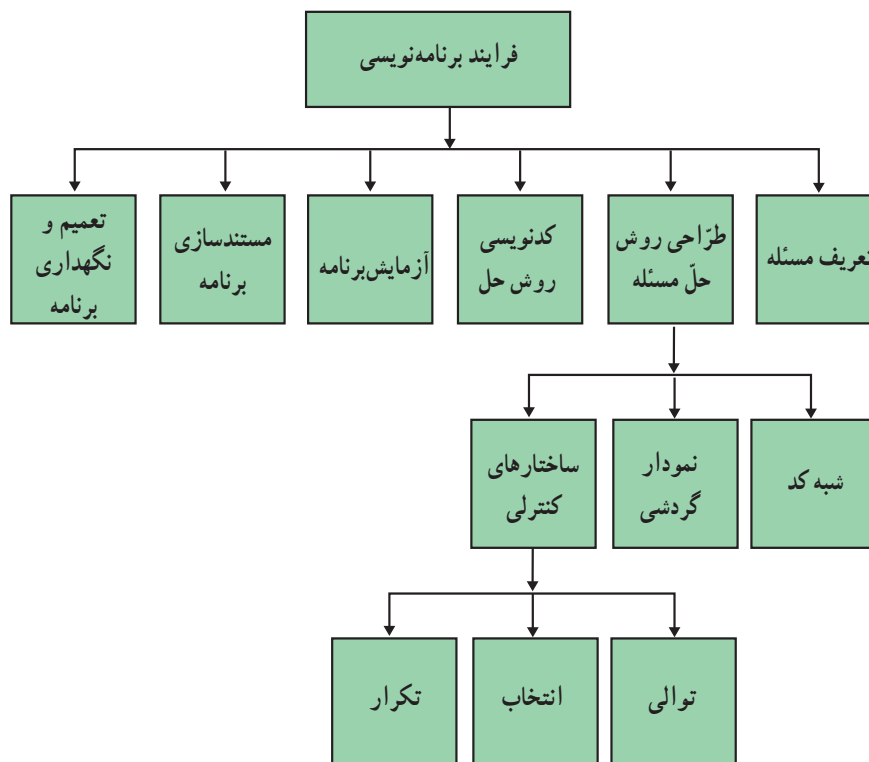 فرایند برنامه‌نویسی
تعریف مسئله
طرّاحی روش
حلّ مسئله
کدنویسی
روش حل
آزمایش‌برنامه
مستندسازی
برنامه
تعمیم و
نگهداری
برنامه
شبه کد
نمودار
گردشی
ساختارهای
کنترلی
توالی
انتخاب
تکرار